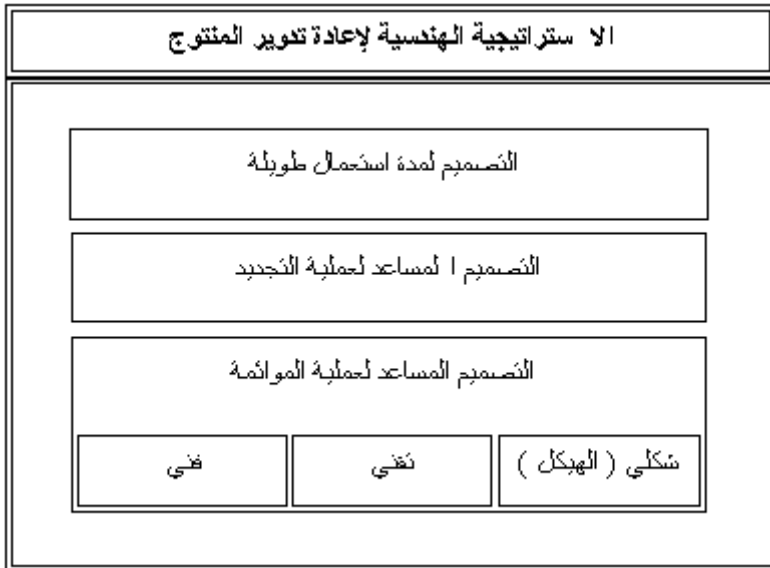 الا ستراتيجية الهندسية لإعادة تدوير المنتوج
التصميم لمدة استعمال طويلة
التصميم ا لمساعد لعملية التجديد
التصميم المساعد لعملية الموائمة
شكلي ( الهيكل )
تقني
فني